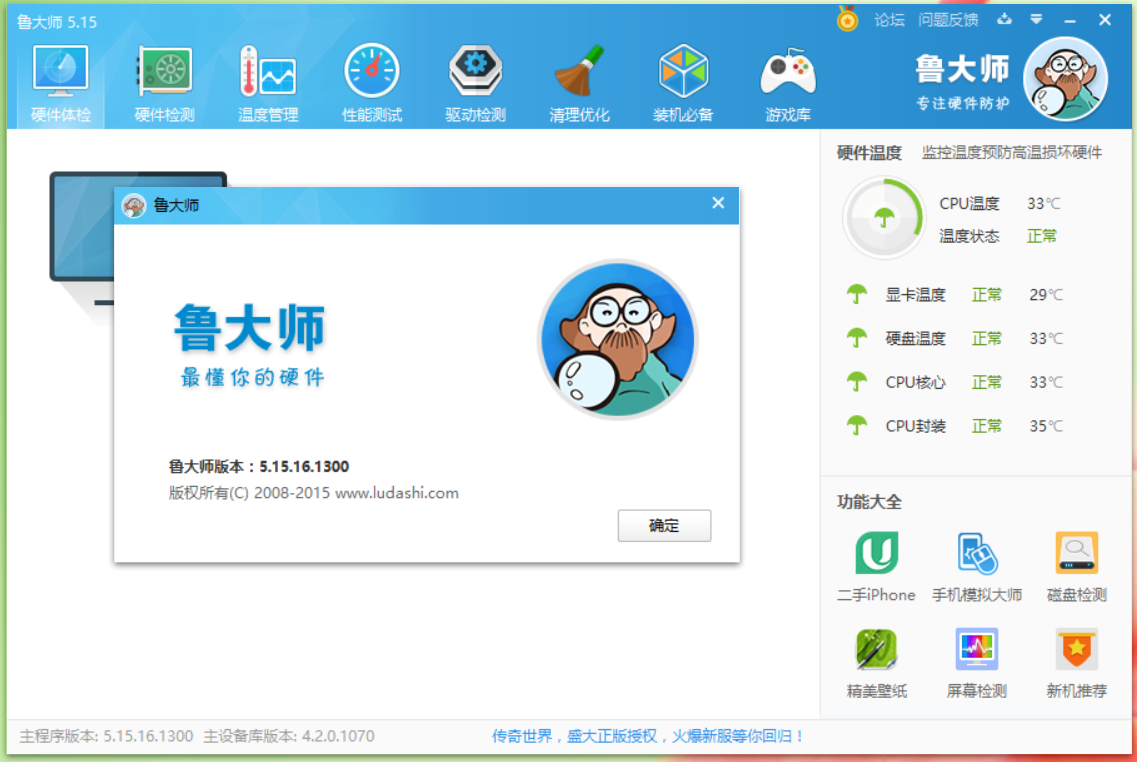 鲁大师 5.15
论坛 问题反馈
硬件体检 硬件检测 温度管理 性能测试 驱动检测 清理优化 装机必备 游戏库
鲁大师
专注硬件防护
鲁大师
鲁大师
最懂你的硬件
鲁大师版本：5.15.16.1300
版权所有(C) 2008-2015 www.ludashi.com
确定
硬件温度 监控温度预防高温损坏硬件
CPU温度 33℃
温度状态 正常
显卡温度 正常 29℃
硬盘温度 正常 33℃
CPU核心 正常 33℃
CPU封装 正常 35℃
功能大全
二手iPhone 手机模拟大师 磁盘检测
精美壁纸 屏幕检测 新机推荐
主程序版本: 5.15.16.1300 主设备库版本: 4.2.0.1070
传奇世界，盛大正版授权，火爆新服等你回归！